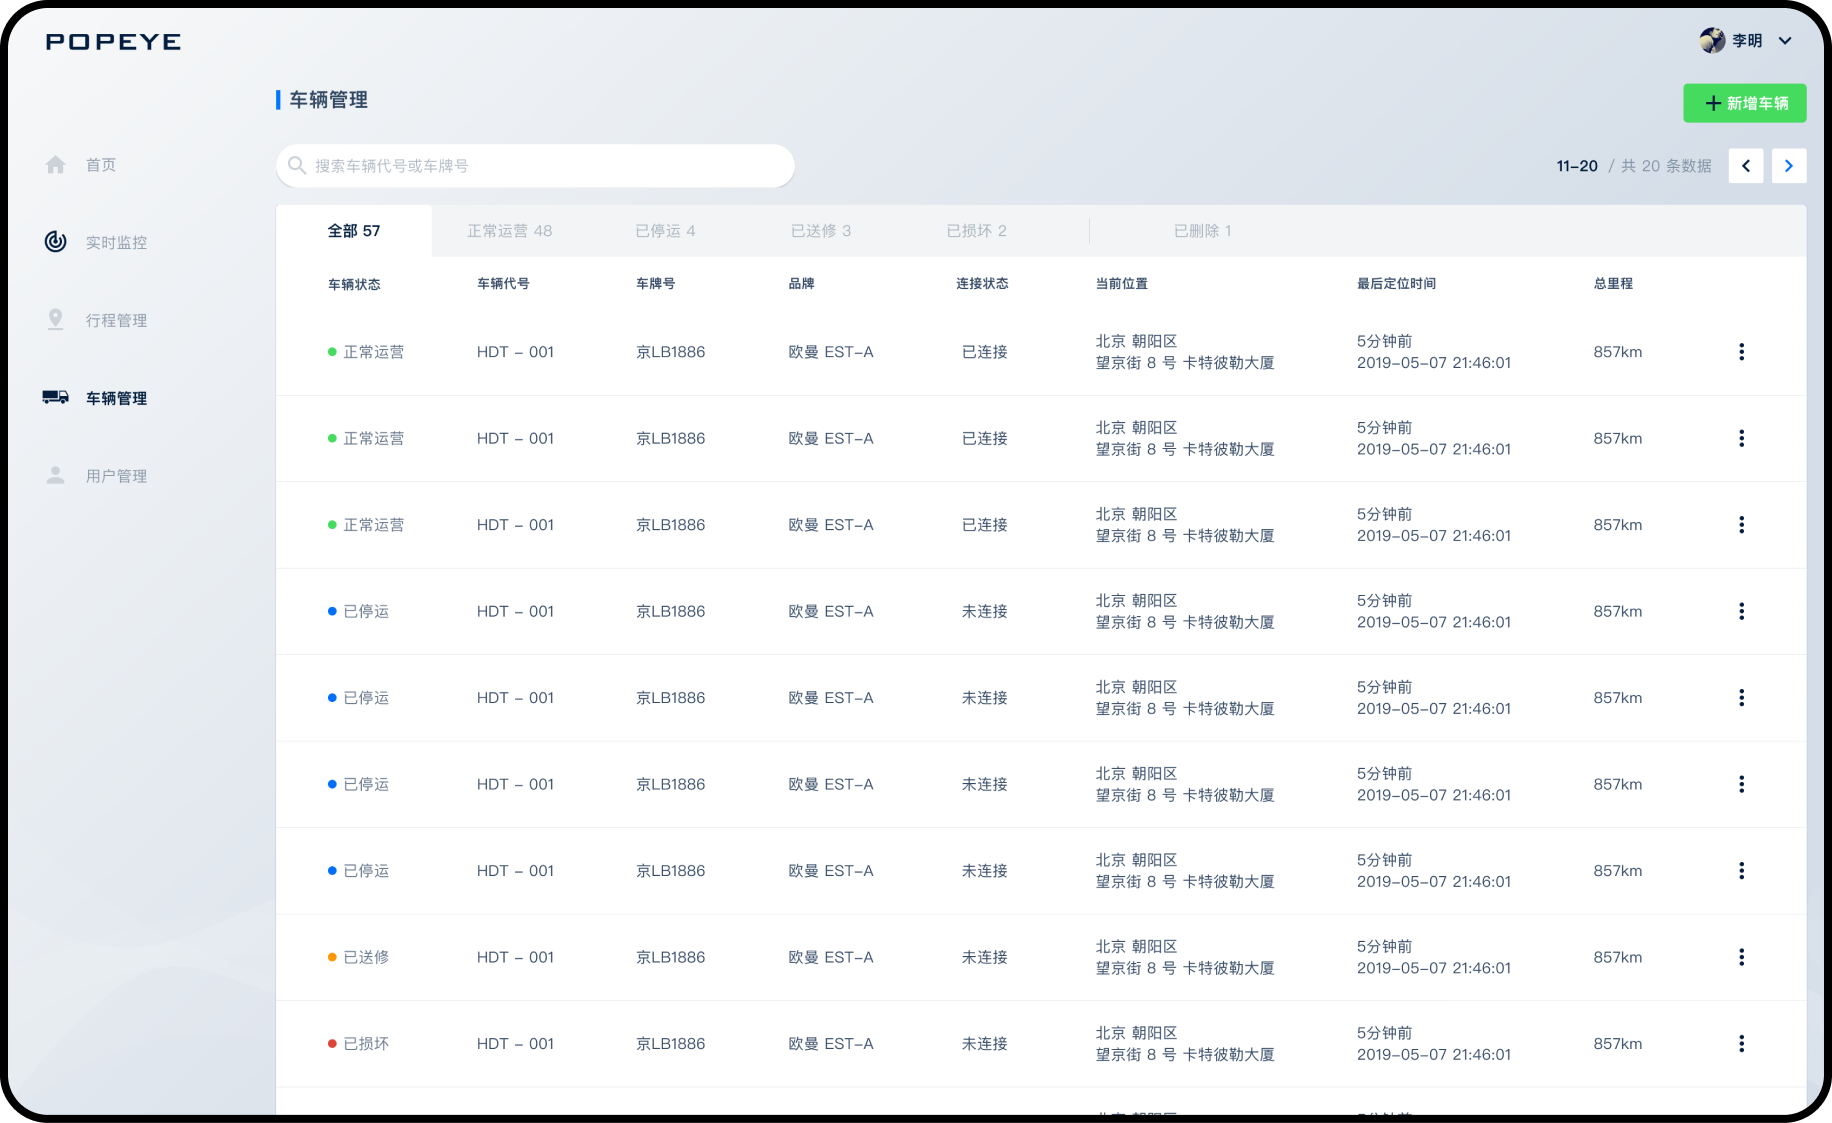 POPEYE
李明
车辆管理
新增车辆
首页
实时监控
行程管理
车辆管理
用户管理
搜索车辆代号或车牌号
11-20 / 共 20 条数据
全部 57 正常运营 48 已停运 4 已送修 3 已损坏 2 已删除 1
车辆状态 车辆代号 车牌号 品牌 连接状态 当前位置 最后定位时间 总里程
北京 朝阳区 5分钟前
正常运营 HDT - 001 京LB1886 欧曼 EST-A 已连接 857km
望京街 8 号 卡特彼勒大厦 2019-05-07 21:46:01
北京 朝阳区 5分钟前
正常运营 HDT - 001 京LB1886 欧曼 EST-A 已连接 857km
望京街 8 号 卡特彼勒大厦 2019-05-07 21:46:01
北京 朝阳区 5分钟前
正常运营 HDT - 001 京LB1886 欧曼 EST-A 已连接 857km
望京街 8 号 卡特彼勒大厦 2019-05-07 21:46:01
北京 朝阳区 5分钟前
已停运 HDT - 001 京LB1886 欧曼 EST-A 未连接 857km
望京街 8 号 卡特彼勒大厦 2019-05-07 21:46:01
北京 朝阳区 5分钟前
已停运 HDT - 001 京LB1886 欧曼 EST-A 未连接 857km
望京街 8 号 卡特彼勒大厦 2019-05-07 21:46:01
北京 朝阳区 5分钟前
已停运 HDT - 001 京LB1886 欧曼 EST-A 未连接 857km
望京街 8 号 卡特彼勒大厦 2019-05-07 21:46:01
北京 朝阳区 5分钟前
已停运 HDT - 001 京LB1886 欧曼 EST-A 未连接 857km
望京街 8 号 卡特彼勒大厦 2019-05-07 21:46:01
北京 朝阳区 5分钟前
已送修 HDT - 001 京LB1886 欧曼 EST-A 未连接 857km
望京街 8 号 卡特彼勒大厦 2019-05-07 21:46:01
北京 朝阳区 5分钟前
已损坏 HDT - 001 京LB1886 欧曼 EST-A 未连接 857km
望京街 8 号 卡特彼勒大厦 2019-05-07 21:46:01